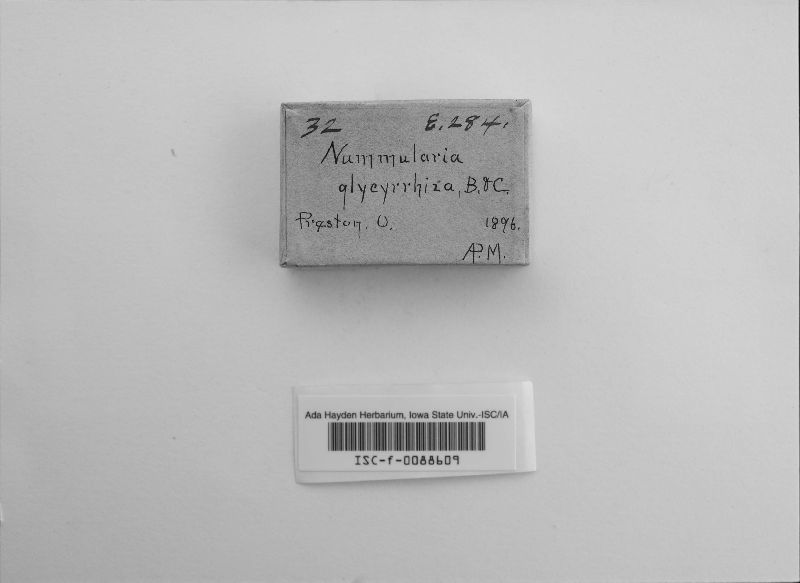 32 E.284.
Nummularia
glycyrrhiza, B.&C.
Preston, O. 1896.
A.P.M.
Ada Hayden Herbarium, Iowa State Univ.-ISC/IA
ISC-f-0088609